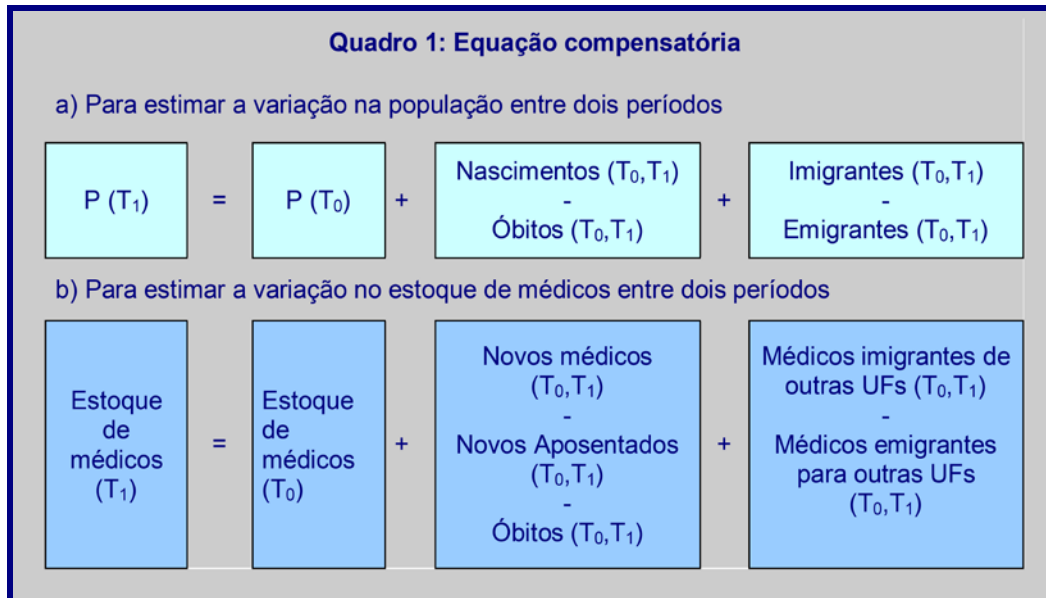 Quadro 1: Equação compensatória
a) Para estimar a variação na população entre dois períodos
P (T₁)
=
P (T₀)
+
Nascimentos (T₀,T₁)
-
Óbitos (T₀,T₁)
+
Imigrantes (T₀,T₁)
-
Emigrantes (T₀,T₁)
b) Para estimar a variação no estoque de médicos entre dois períodos
Estoque
de
médicos
(T₁)
=
Estoque
de
médicos
(T₀)
+
Novos médicos
(T₀,T₁)
-
Novos Aposentados
(T₀,T₁)
-
Óbitos (T₀,T₁)
+
Médicos imigrantes de
outras UFs (T₀,T₁)
-
Médicos emigrantes
para outras UFs
(T₀,T₁)